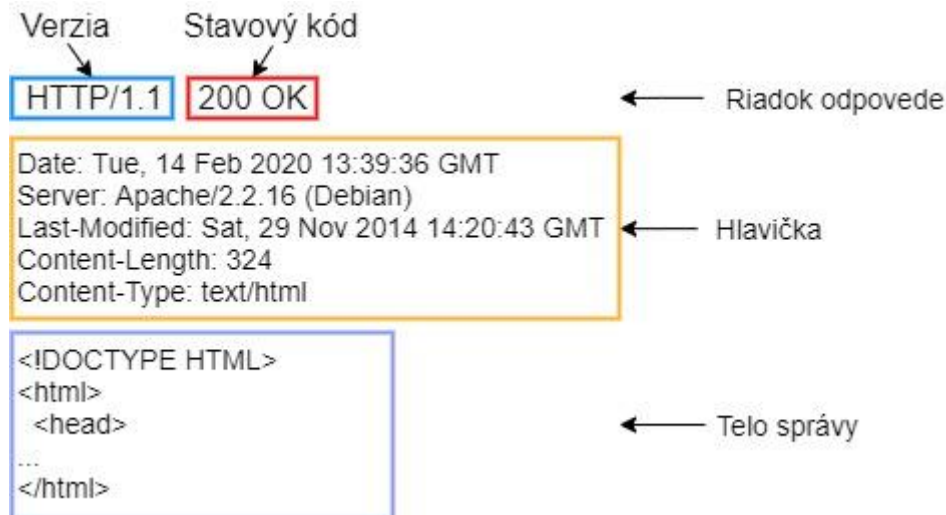 Verzia Stavový kód
HTTP/1.1 200 OK Riadok odpovede
Date: Tue, 14 Feb 2020 13:39:36 GMT
Server: Apache/2.2.16 (Debian)
Last-Modified: Sat, 29 Nov 2014 14:20:43 GMT Hlavička
Content-Length: 324
Content-Type: text/html
<!DOCTYPE HTML>
<html>
<head> Telo správy
...
</html>